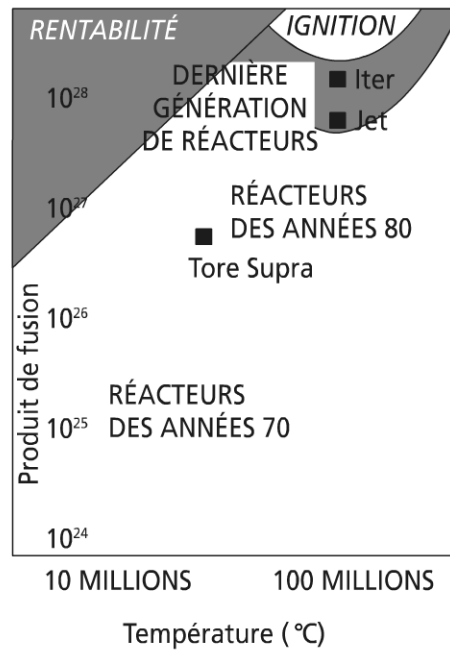 RENTABILITÉ
IGNITION
DERNIÈRE
GÉNÉRATION
DE RÉACTEURS
Iter
Jet
10²⁸
10²⁷
RÉACTEURS
DES ANNÉES 80
Tore Supra
10²⁶
RÉACTEURS
DES ANNÉES 70
10²⁵
10²⁴
Produit de fusion
10 MILLIONS
100 MILLIONS
Température (°C)